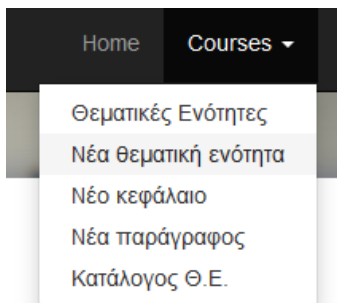 Home Courses
Θεματικές Ενότητες
Νέα θεματική ενότητα
Νέο κεφάλαιο
Νέα παράγραφος
Κατάλογος Θ.Ε.